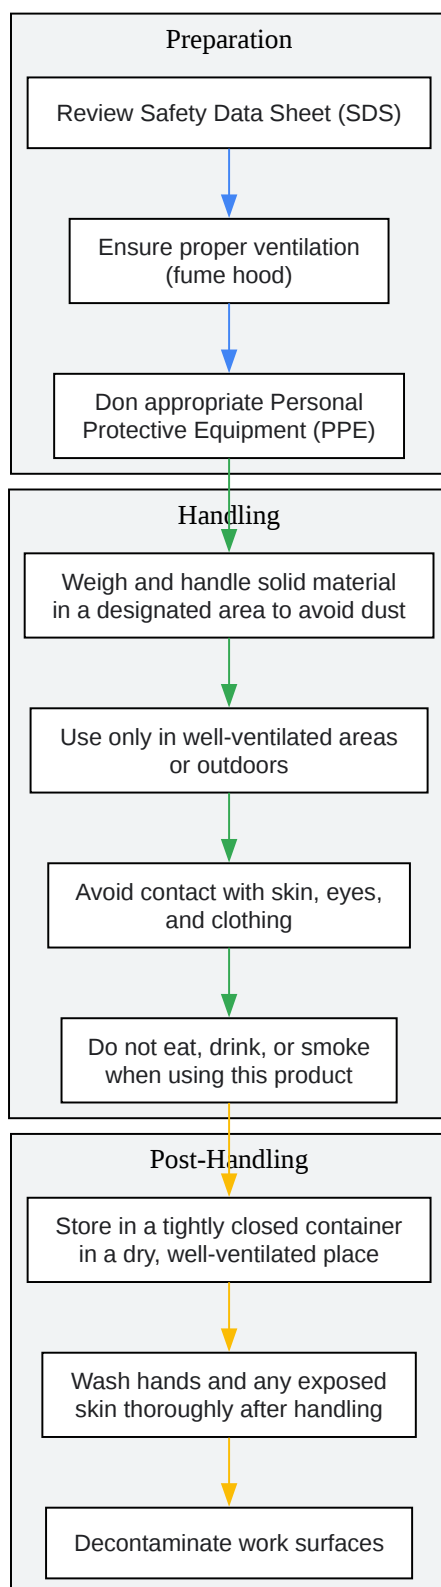 Preparation
Review Safety Data Sheet (SDS)
Ensure proper ventilation
(fume hood)
Don appropriate Personal
Protective Equipment (PPE)
Handling
Weigh and handle solid material
in a designated area to avoid dust
Use only in well-ventilated areas
or outdoors
Avoid contact with skin, eyes,
and clothing
Do not eat, drink, or smoke
when using this product
Post-Handling
Store in a tightly closed container
in a dry, well-ventilated place
Wash hands and any exposed
skin thoroughly after handling
Decontaminate work surfaces